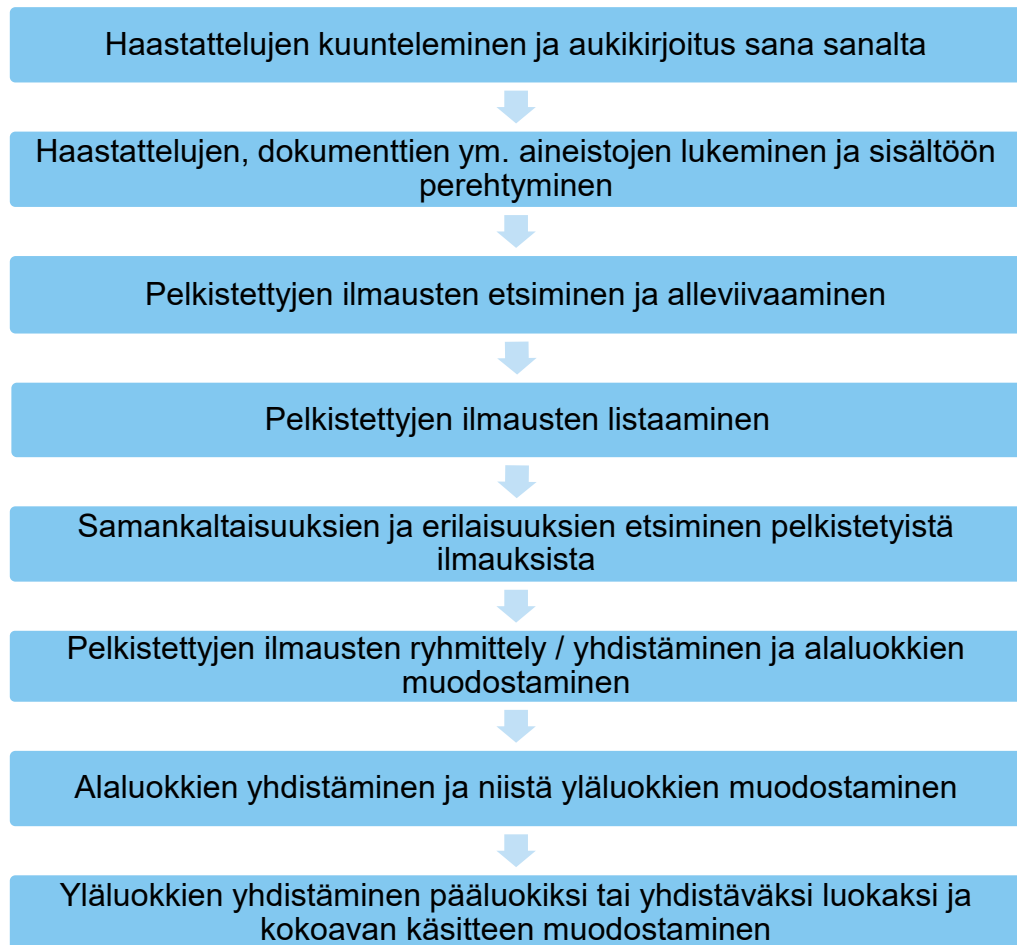 Haastattelujen kuunteleminen ja aukikirjoitus sana sanalta
Haastattelujen, dokumenttien ym. aineistojen lukeminen ja sisältöön
perehtyminen
Pelkistettyjen ilmausten etsiminen ja alleviivaaminen
Pelkistettyjen ilmausten listaaminen
Samankaltaisuuksien ja erilaisuuksien etsiminen pelkistetyistä
ilmauksista
Pelkistettyjen ilmausten ryhmittely / yhdistäminen ja alaluokkien
muodostaminen
Alaluokkien yhdistäminen ja niistä yläluokkien muodostaminen
Yläluokkien yhdistäminen pääluokiksi tai yhdistäväksi luokaksi ja
kokoavan käsitteen muodostaminen